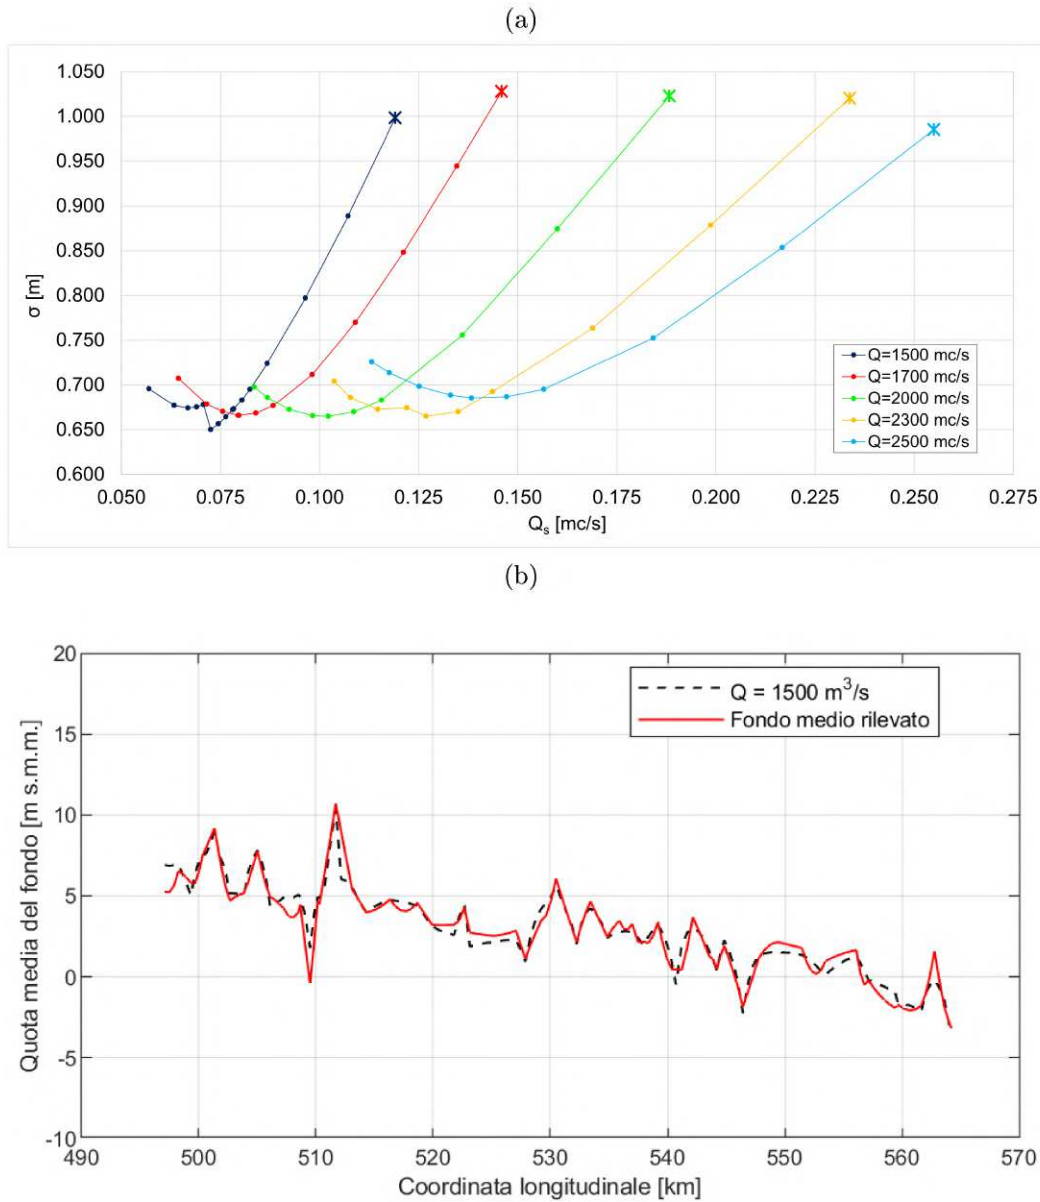 (a)
1.050
1.000
0.950
0.900
0.850
0.800
0.750
0.700
0.650
0.600
σ [m]
0.050 0.075 0.100 0.125 0.150 0.175 0.200 0.225 0.250 0.275
Qs [mc/s]
Q=1500 mc/s
Q=1700 mc/s
Q=2000 mc/s
Q=2300 mc/s
Q=2500 mc/s
(b)
20
15
10
5
0
-5
-10
Quota media del fondo [m s.m.m.]
Q = 1500 m³/s
Fondo medio rilevato
490 500 510 520 530 540 550 560 570
Coordinata longitudinale [km]